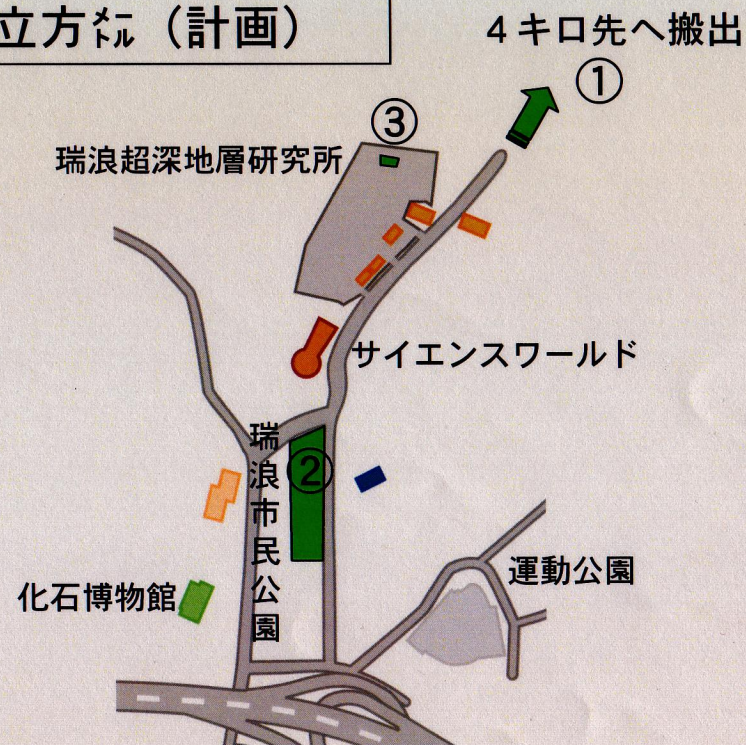 立方㍍（計画）
4キロ先へ搬出
①
③
瑞浪超深地層研究所
サイエンスワールド
瑞浪市民公園
②
運動公園
化石博物館